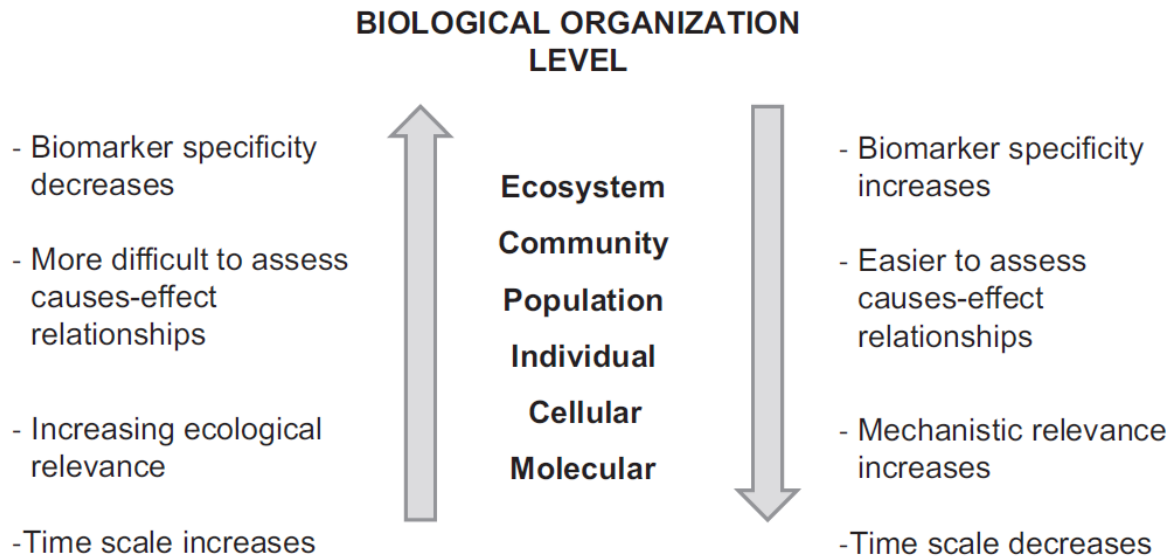 BIOLOGICAL ORGANIZATION
LEVEL
- Biomarker specificity
decreases
- More difficult to assess
causes-effect
relationships
- Increasing ecological
relevance
-Time scale increases
Ecosystem
Community
Population
Individual
Cellular
Molecular
- Biomarker specificity
increases
- Easier to assess
causes-effect
relationships
- Mechanistic relevance
increases
-Time scale decreases